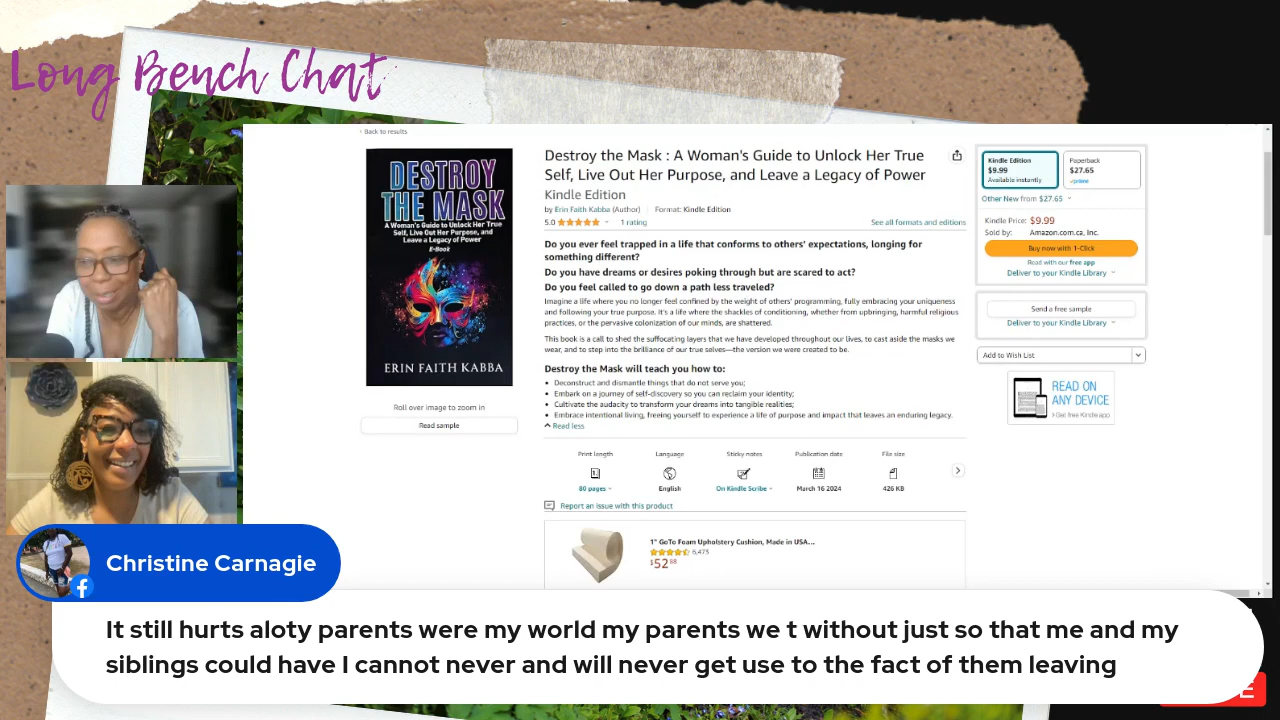 Long Bench Chat
‹ Back to results
DESTROY
THE MASK
A Woman's Guide to Unlock Her True
Self, Live Out Her Purpose, and
Leave a Legacy of Power
E-Book
ERIN FAITH KABBA
Roll over image to zoom in
Read sample
Destroy the Mask : A Woman's Guide to Unlock Her True
Self, Live Out Her Purpose, and Leave a Legacy of Power
Kindle Edition
by Erin Faith Kabba (Author) Format: Kindle Edition
5.0 1 rating See all formats and editions
Do you ever feel trapped in a life that conforms to others' expectations, longing for
something different?
Do you have dreams or desires poking through but are scared to act?
Do you feel called to go down a path less traveled?
Imagine a life where you no longer feel confined by the weight of others' programming, fully embracing your uniqueness
and following your true purpose. It's a life where the shackles of conditioning, whether from upbringing, harmful religious
practices, or the pervasive colonization of our minds, are shattered.
This book is a call to shed the suffocating layers that we have developed throughout our lives, to cast aside the masks we
wear, and to step into the brilliance of our true selves—the version we were created to be.
Destroy the Mask will teach you how to:
• Deconstruct and dismantle things that do not serve you;
• Embark on a journey of self-discovery so you can reclaim your identity;
• Cultivate the audacity to transform your dreams into tangible realities;
• Embrace intentional living, freeing yourself to experience a life of purpose and impact that leaves an enduring legacy.
Read less
Print length Language Sticky notes Publication date File size
80 pages English On Kindle Scribe March 16 2024 426 KB
Report an issue with this product
1" GoTo Foam Upholstery Cushion, Made in USA...
6,473
$52 88
Kindle Edition Paperback
$9.99 $27.65
Available instantly prime
Other New from $27.65
Kindle Price: $9.99
Sold by: Amazon.com.ca, Inc.
Buy now with 1-Click
Read with our free app
Deliver to your Kindle Library
Send a free sample
Deliver to your Kindle Library
Add to Wish List
READ ON
ANY DEVICE
› Get free Kindle app
Christine Carnagie
It still hurts aloty parents were my world my parents we t without just so that me and my
siblings could have I cannot never and will never get use to the fact of them leaving